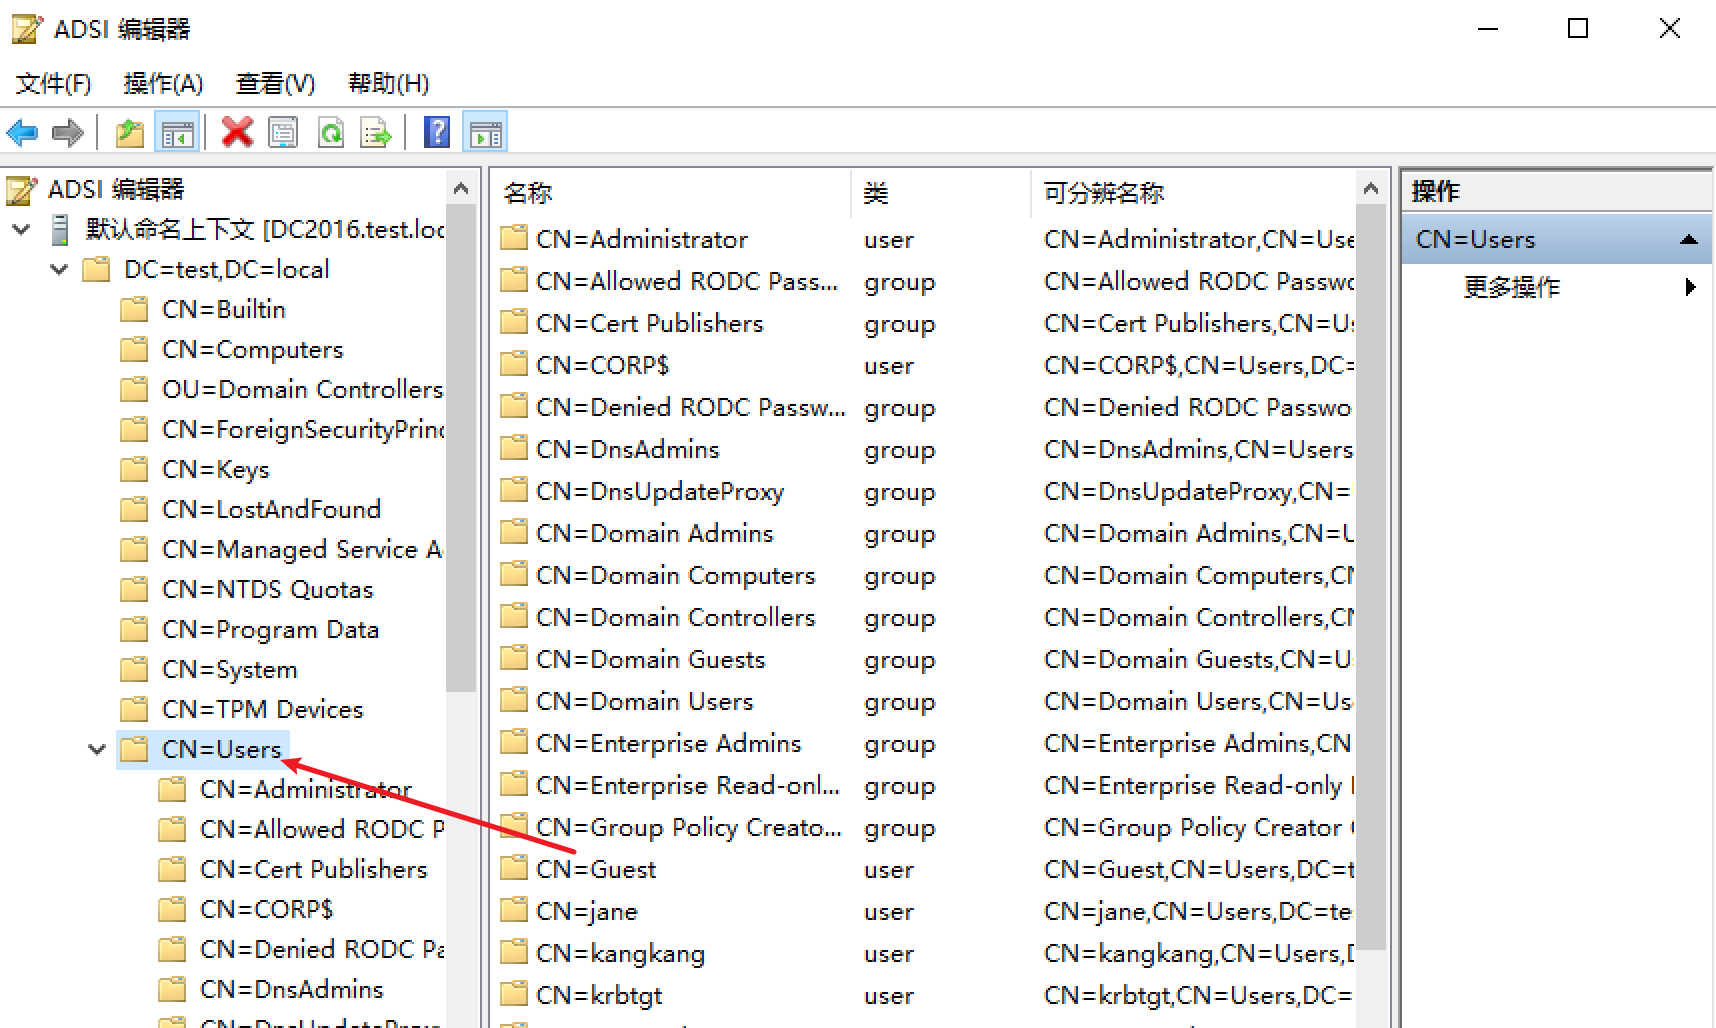 ADSI 编辑器
文件(F) 操作(A) 查看(V) 帮助(H)
ADSI 编辑器
默认命名上下文 [DC2016.test.loc
DC=test,DC=local
CN=Builtin
CN=Computers
OU=Domain Controllers
CN=ForeignSecurityPrinc
CN=Keys
CN=LostAndFound
CN=Managed Service A
CN=NTDS Quotas
CN=Program Data
CN=System
CN=TPM Devices
CN=Users
CN=Administrator
CN=Allowed RODC P
CN=Cert Publishers
CN=CORP$
CN=Denied RODC Pa
CN=DnsAdmins
CN=DnsUpdateProxy
名称 类 可分辨名称
CN=Administrator user CN=Administrator,CN=Use
CN=Allowed RODC Pass... group CN=Allowed RODC Passwo
CN=Cert Publishers group CN=Cert Publishers,CN=Us
CN=CORP$ user CN=CORP$,CN=Users,DC=
CN=Denied RODC Passw... group CN=Denied RODC Passwo
CN=DnsAdmins group CN=DnsAdmins,CN=Users
CN=DnsUpdateProxy group CN=DnsUpdateProxy,CN=
CN=Domain Admins group CN=Domain Admins,CN=U
CN=Domain Computers group CN=Domain Computers,CN
CN=Domain Controllers group CN=Domain Controllers,CN
CN=Domain Guests group CN=Domain Guests,CN=U
CN=Domain Users group CN=Domain Users,CN=Use
CN=Enterprise Admins group CN=Enterprise Admins,CN
CN=Enterprise Read-onl... group CN=Enterprise Read-only
CN=Group Policy Creato... group CN=Group Policy Creator
CN=Guest user CN=Guest,CN=Users,DC=t
CN=jane user CN=jane,CN=Users,DC=te
CN=kangkang user CN=kangkang,CN=Users,D
CN=krbtgt user CN=krbtgt,CN=Users,DC=
操作
CN=Users
更多操作